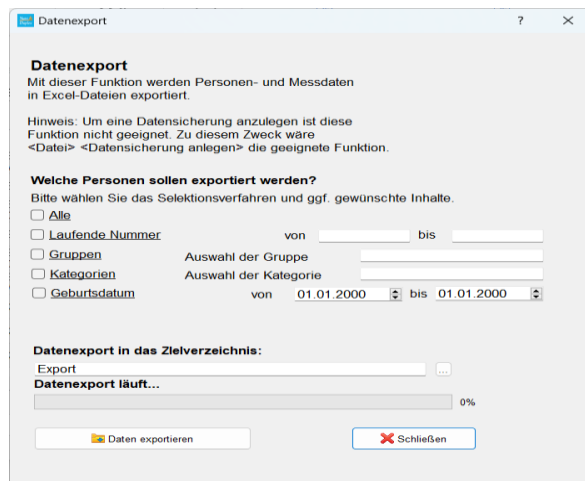 Datenexport
?
Datenexport
Mit dieser Funktion werden Personen- und Messdaten
in Excel-Dateien exportiert.
Hinweis: Um eine Datensicherung anzulegen ist diese
Funktion nicht geeignet. Zu diesem Zweck wäre
<Datei> <Datensicherung anlegen> die geeignete Funktion.
Welche Personen sollen exportiert werden?
Bitte wählen Sie das Selektionsverfahren und ggf. gewünschte Inhalte.
Alle
Laufende Nummer von bis
Gruppen Auswahl der Gruppe
Kategorien Auswahl der Kategorie
Geburtsdatum von 01.01.2000 bis 01.01.2000
Datenexport in das Zlelverzeichnis:
Export ...
Datenexport läuft...
0%
Daten exportieren Schließen